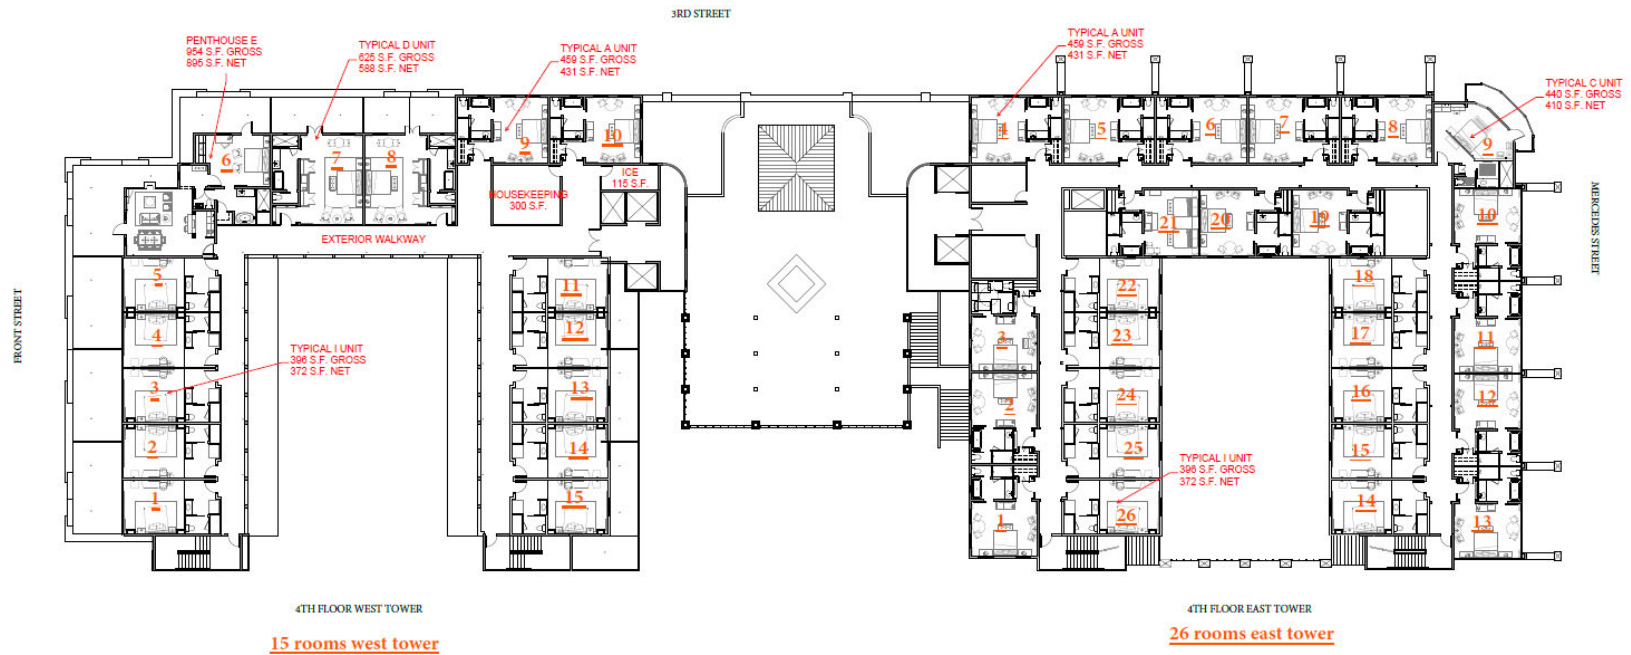 3RD STREET
PENTHOUSE E
954 S.F. GROSS
895 S.F. NET
TYPICAL D UNIT
625 S.F. GROSS
588 S.F. NET
TYPICAL A UNIT
459 S.F. GROSS
431 S.F. NET
TYPICAL A UNIT
459 S.F. GROSS
431 S.F. NET
TYPICAL C UNIT
440 S.F. GROSS
410 S.F. NET
6
7
8
9
10
4
5
6
7
8
9
ICE
115 S.F.
HOUSEKEEPING
300 S.F.
EXTERIOR WALKWAY
21
20
19
10
MERCEDES STREET
FRONT STREET
5
4
3
2
1
TYPICAL I UNIT
396 S.F. GROSS
372 S.F. NET
11
12
13
14
15
3
2
1
22
23
24
25
26
TYPICAL I UNIT
396 S.F. GROSS
372 S.F. NET
18
17
16
15
14
11
12
13
4TH FLOOR WEST TOWER
15 rooms west tower
4TH FLOOR EAST TOWER
26 rooms east tower